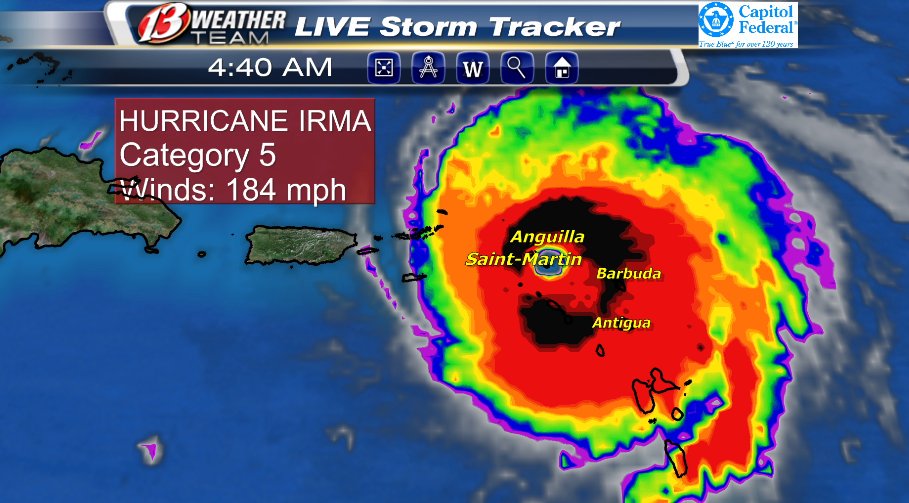 13 WEATHER TEAM LIVE Storm Tracker
Capitol Federal®
True Blue® for over 120 years
4:40 AM
W
HURRICANE IRMA
Category 5
Winds: 184 mph
Anguilla
Saint-Martin
Barbuda
Antigua